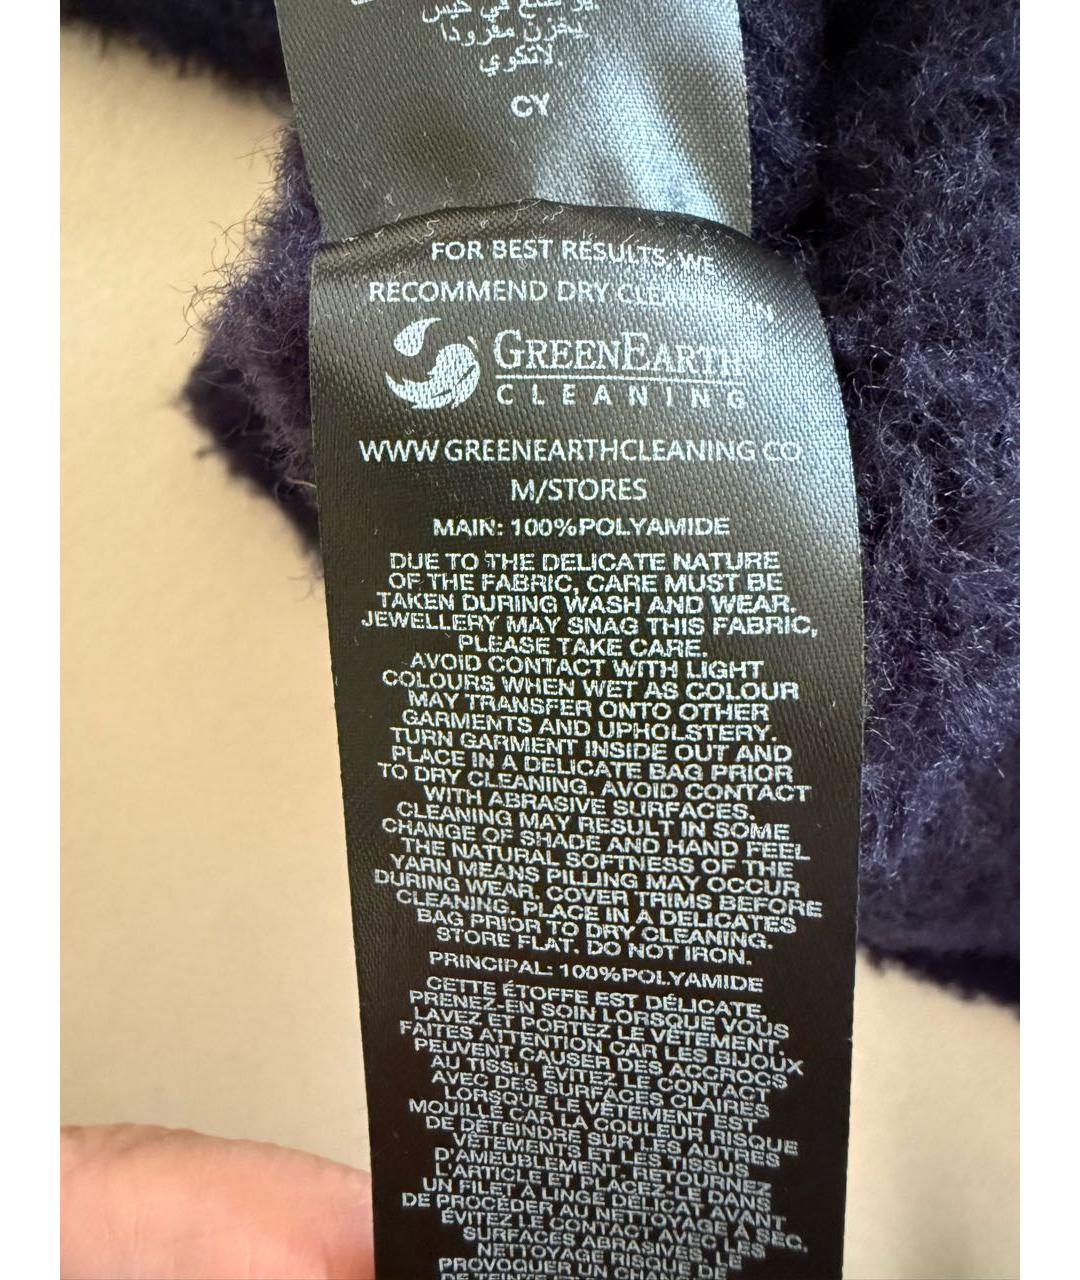 يخزن مفرودا
لاتكوي.
CY
FOR BEST RESULTS, WE
RECOMMEND DRY CLEANING IN
GREENEARTH
CLEANING
WWW.GREENEARTHCLEANING.CO
M/STORES
MAIN: 100%POLYAMIDE
DUE TO THE DELICATE NATURE
OF THE FABRIC, CARE MUST BE
TAKEN DURING WASH AND WEAR.
JEWELLERY MAY SNAG THIS FABRIC,
PLEASE TAKE CARE.
AVOID CONTACT WITH LIGHT
COLOURS WHEN WET AS COLOUR
MAY TRANSFER ONTO OTHER
GARMENTS AND UPHOLSTERY.
TURN GARMENT INSIDE OUT AND
PLACE IN A DELICATE BAG PRIOR
TO DRY CLEANING. AVOID CONTACT
WITH ABRASIVE SURFACES.
CLEANING MAY RESULT IN SOME
CHANGE OF SHADE AND HAND FEEL
THE NATURAL SOFTNESS OF THE
YARN MEANS PILLING MAY OCCUR
DURING WEAR. COVER TRIMS BEFORE
CLEANING. PLACE IN A DELICATES
BAG PRIOR TO DRY CLEANING.
STORE FLAT. DO NOT IRON.
PRINCIPAL: 100%POLYAMIDE
CETTE ÉTOFFE EST DÉLICATE.
PRENEZ-EN SOIN LORSQUE VOUS
LAVEZ ET PORTEZ LE VÊTEMENT.
FAITES ATTENTION CAR LES BIJOUX
PEUVENT CAUSER DES ACCROCS
AU TISSU. ÉVITEZ LE CONTACT
AVEC DES SURFACES CLAIRES
LORSQUE LE VÊTEMENT EST
MOUILLÉ CAR LA COULEUR RISQUE
DE DÉTEINDRE SUR LES AUTRES
VÊTEMENTS ET LES TISSUS
D'AMEUBLEMENT. RETOURNEZ
L'ARTICLE ET PLACEZ-LE DANS
UN FILET À LINGE DÉLICAT AVANT
DE PROCÉDER AU NETTOYAGE À SEC.
ÉVITEZ LE CONTACT AVEC LES
SURFACES ABRASIVES. LE
NETTOYAGE RISQUE DE
PROVOQUER UN CHANGE